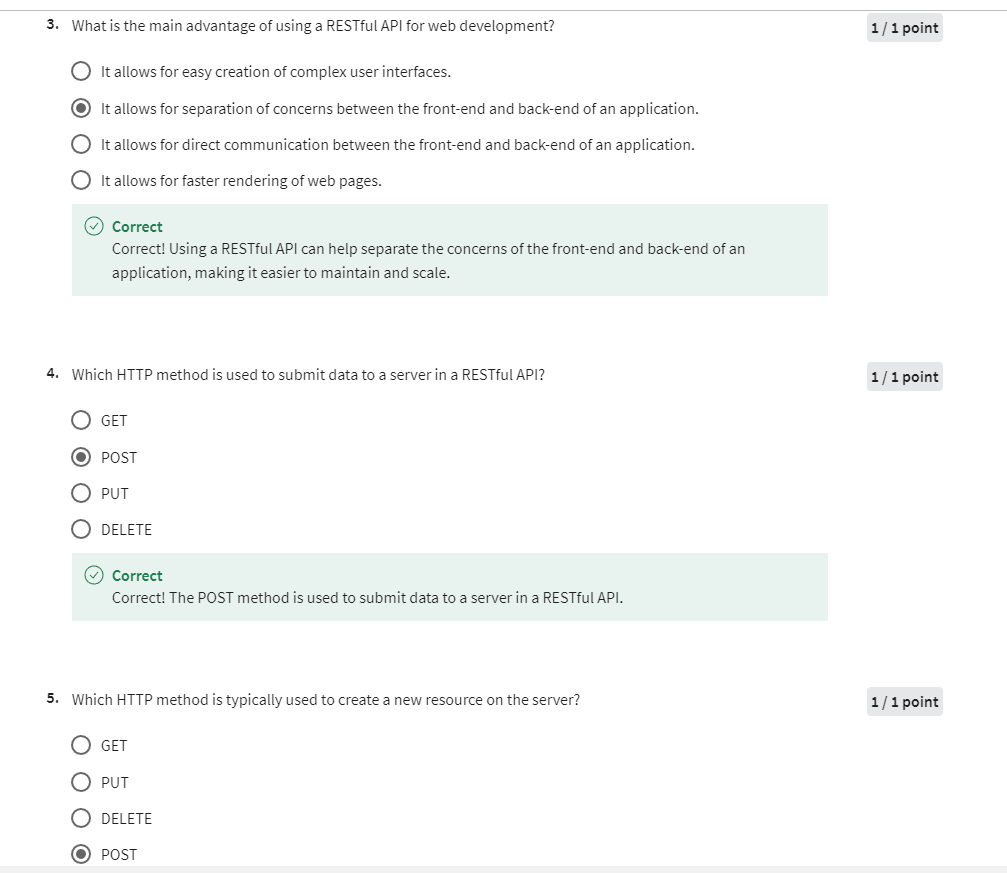 3. What is the main advantage of using a RESTful API for web development?
1 / 1 point
It allows for easy creation of complex user interfaces.
It allows for separation of concerns between the front-end and back-end of an application.
It allows for direct communication between the front-end and back-end of an application.
It allows for faster rendering of web pages.
Correct
Correct! Using a RESTful API can help separate the concerns of the front-end and back-end of an
application, making it easier to maintain and scale.
4. Which HTTP method is used to submit data to a server in a RESTful API?
1 / 1 point
GET
POST
PUT
DELETE
Correct
Correct! The POST method is used to submit data to a server in a RESTful API.
5. Which HTTP method is typically used to create a new resource on the server?
1 / 1 point
GET
PUT
DELETE
POST